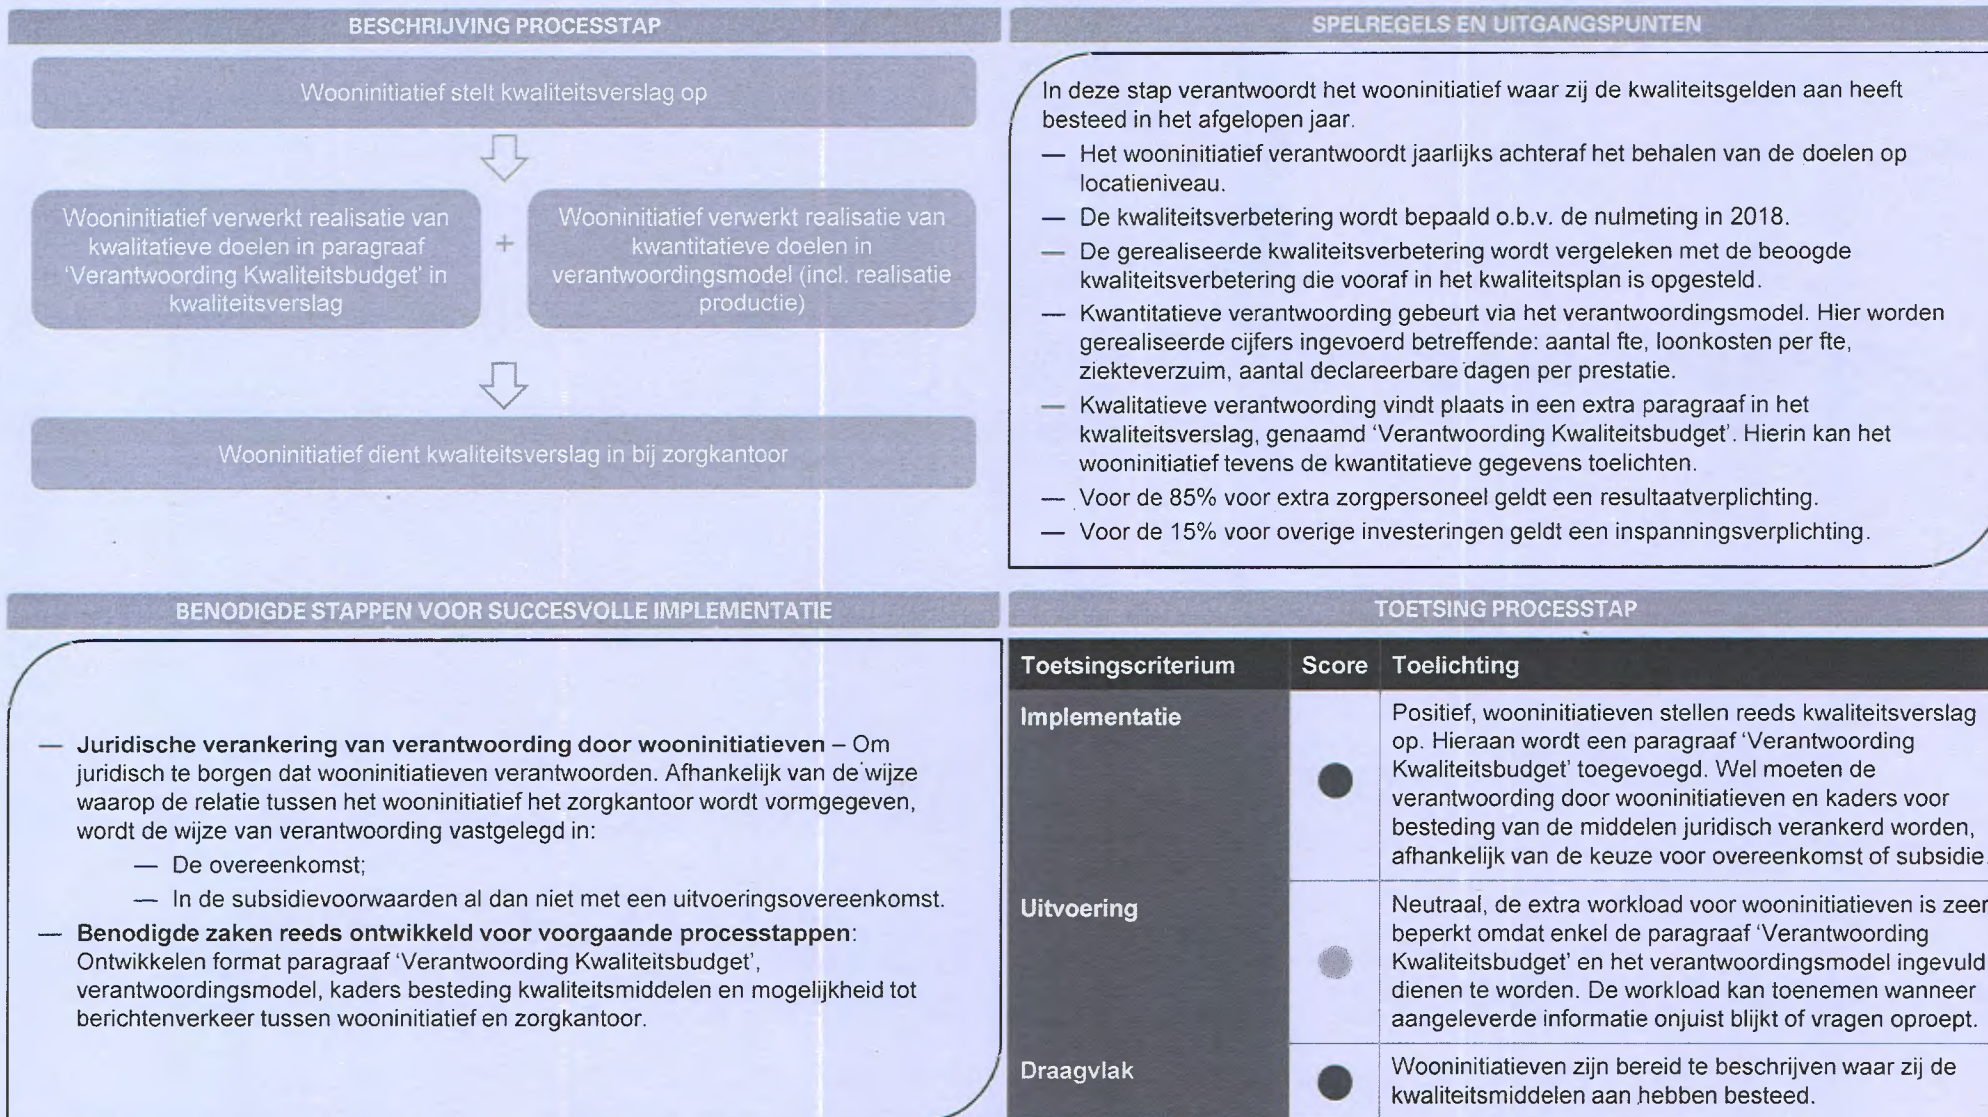 BESCHRIJVING PROCESSTAP
Wooninitiatief stelt kwaliteitsverslag op
Wooninitiatief verwerkt realisatie van
kwalitatieve doelen in paragraaf
‘Verantwoording Kwaliteitsbudget’ in
kwaliteitsverslag
+
Wooninitiatief verwerkt realisatie van
kwantitatieve doelen in
verantwoordingsmodel (incl. realisatie
productie)
Wooninitiatief dient kwaliteitsverslag in bij zorgkantoor
SPELREGELS EN UITGANGSPUNTEN
In deze stap verantwoordt het wooninitiatief waar zij de kwaliteitsgelden aan heeft
besteed in het afgelopen jaar.
— Het wooninitiatief verantwoordt jaarlijks achteraf het behalen van de doelen op
locatieniveau.
— De kwaliteitsverbetering wordt bepaald o.b.v. de nulmeting in 2018.
— De gerealiseerde kwaliteitsverbetering wordt vergeleken met de beoogde
kwaliteitsverbetering die vooraf in het kwaliteitsplan is opgesteld.
— Kwantitatieve verantwoording gebeurt via het verantwoordingsmodel. Hier worden
gerealiseerde cijfers ingevoerd betreffende: aantal fte, loonkosten per fte,
ziekteverzuim, aantal declareerbare dagen per prestatie.
— Kwalitatieve verantwoording vindt plaats in een extra paragraaf in het
kwaliteitsverslag, genaamd ‘Verantwoording Kwaliteitsbudget’. Hierin kan het
wooninitiatief tevens de kwantitatieve gegevens toelichten.
— Voor de 85% voor extra zorgpersoneel geldt een resultaatverplichting.
— Voor de 15% voor overige investeringen geldt een inspanningsverplichting.
BENODIGDE STAPPEN VOOR SUCCESVOLLE IMPLEMENTATIE
— Juridische verankering van verantwoording door wooninitiatieven – Om
juridisch te borgen dat wooninitiatieven verantwoorden. Afhankelijk van de wijze
waarop de relatie tussen het wooninitiatief het zorgkantoor wordt vormgegeven,
wordt de wijze van verantwoording vastgelegd in:
— De overeenkomst;
— In de subsidievoorwaarden al dan niet met een uitvoeringsovereenkomst.
— Benodigde zaken reeds ontwikkeld voor voorgaande processtappen:
Ontwikkelen format paragraaf ‘Verantwoording Kwaliteitsbudget’,
verantwoordingsmodel, kaders besteding kwaliteitsmiddelen en mogelijkheid tot
berichtenverkeer tussen wooninitiatief en zorgkantoor.
TOETSING PROCESSTAP
Toetsingscriterium Score Toelichting
Implementatie
Positief, wooninitiatieven stellen reeds kwaliteitsverslag
op. Hieraan wordt een paragraaf ‘Verantwoording
Kwaliteitsbudget’ toegevoegd. Wel moeten de
verantwoording door wooninitiatieven en kaders voor
besteding van de middelen juridisch verankerd worden,
afhankelijk van de keuze voor overeenkomst of subsidie.
Uitvoering
Neutraal, de extra workload voor wooninitiatieven is zeer
beperkt omdat enkel de paragraaf ‘Verantwoording
Kwaliteitsbudget’ en het verantwoordingsmodel ingevuld
dienen te worden. De workload kan toenemen wanneer
aangeleverde informatie onjuist blijkt of vragen oproept.
Draagvlak
Wooninitiatieven zijn bereid te beschrijven waar zij de
kwaliteitsmiddelen aan hebben besteed.